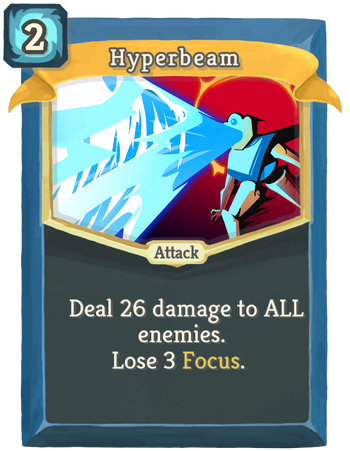 2
Hyperbeam
Attack
Deal 26 damage to ALL
enemies.
Lose 3 Focus.